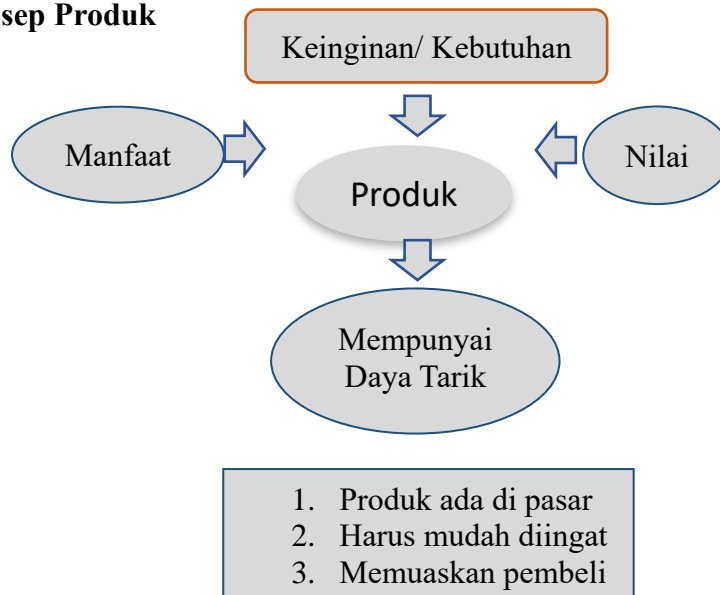 sep Produk
Keinginan/ Kebutuhan
Manfaat
Nilai
Produk
Mempunyai
Daya Tarik
1. Produk ada di pasar
2. Harus mudah diingat
3. Memuaskan pembeli